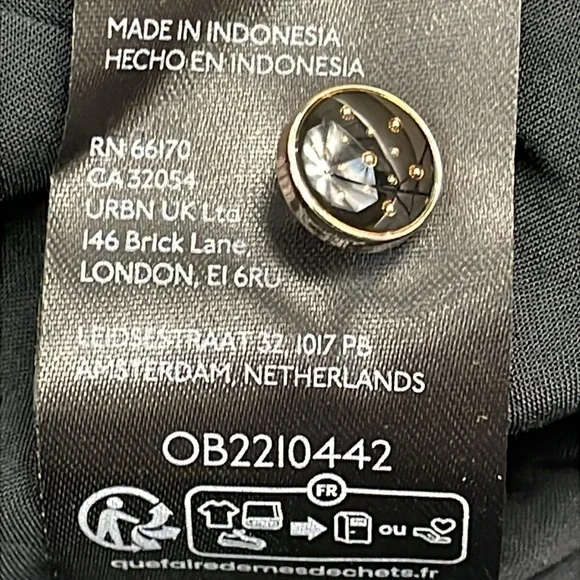 MADE IN INDONESIA
HECHO EN INDONESIA
RN 66170
CA 32054
URBN UK Ltd
146 Brick Lane,
LONDON, E1 6RU
LEIDSESTRAAT 32, 1017 PB
AMSTERDAM, NETHERLANDS
OB2210442
FR
ou
quefairedemesdechets.fr